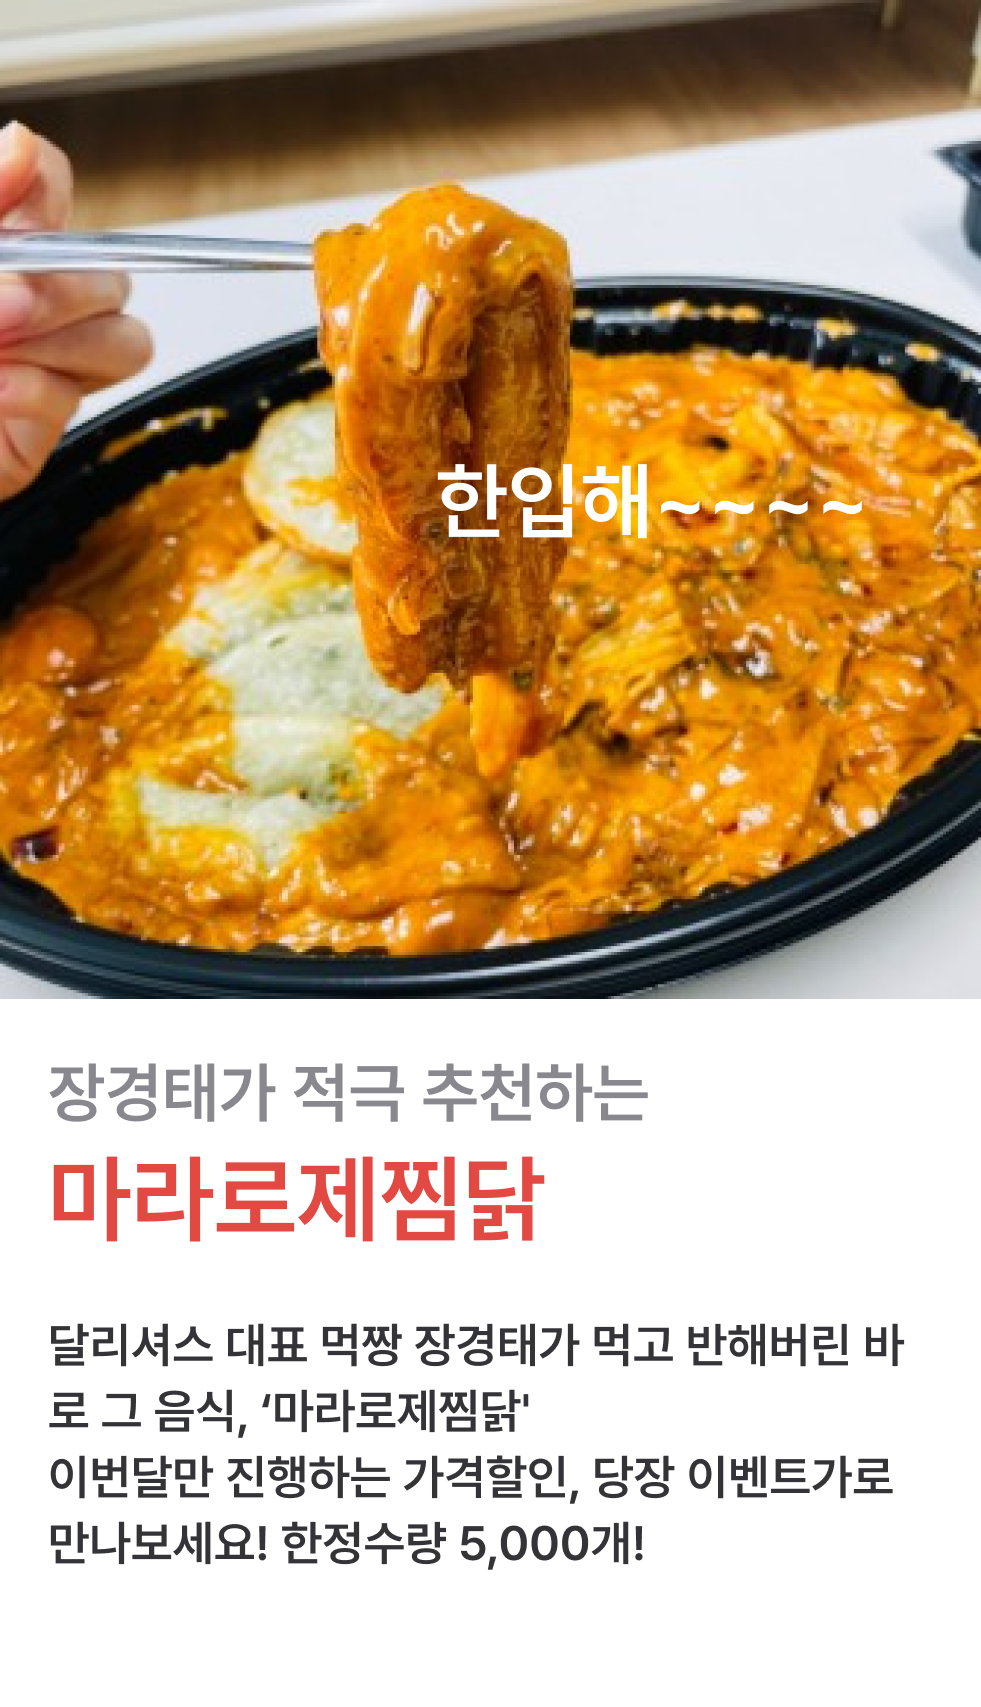 한입해~~~~
장경태가 적극 추천하는
마라로제찜닭
달리셔스 대표 먹짱 장경태가 먹고 반해버린 바
로 그 음식, ‘마라로제찜닭'
이번달만 진행하는 가격할인, 당장 이벤트가로
만나보세요! 한정수량 5,000개!